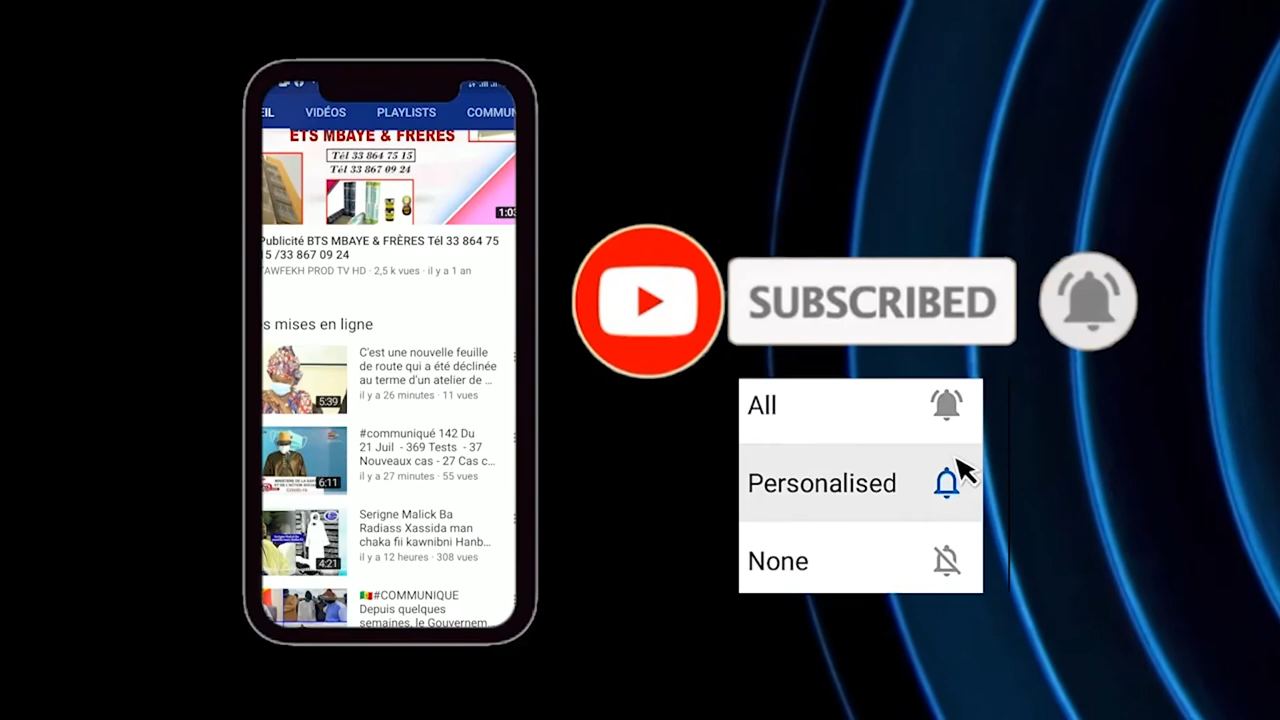 EIL VIDÉOS PLAYLISTS COMMUN
ETS MBAYE & FRERES
Tél 33 864 75 15
Tél 33 867 09 24
1:03
Publicité BTS MBAYE & FRÈRES Tél 33 864 75
15 /33 867 09 24
TAWFEKH PROD TV HD · 2,5 k vues · il y a 1 an
s mises en ligne
C'est une nouvelle feuille
de route qui a été déclinée
au terme d'un atelier de ...
il y a 26 minutes · 11 vues
5:39
#communiqué 142 Du
21 Juil - 369 Tests - 37
Nouveaux cas - 27 Cas c...
il y a 27 minutes · 55 vues
6:11
Serigne Malick Ba
Radiass Xassida man
chaka fii kawnibni Hanb...
il y a 12 heures · 308 vues
4:21
#COMMUNIQUE
Depuis quelques
semaines, le Gouvernem
SUBSCRIBED
All
Personalised
None